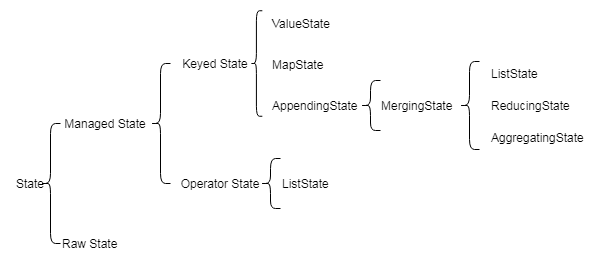 ValueState
Keyed State
MapState
ListState
AppendingState
MergingState
ReducingState
Managed State
AggregatingState
State
Operator State
ListState
Raw State